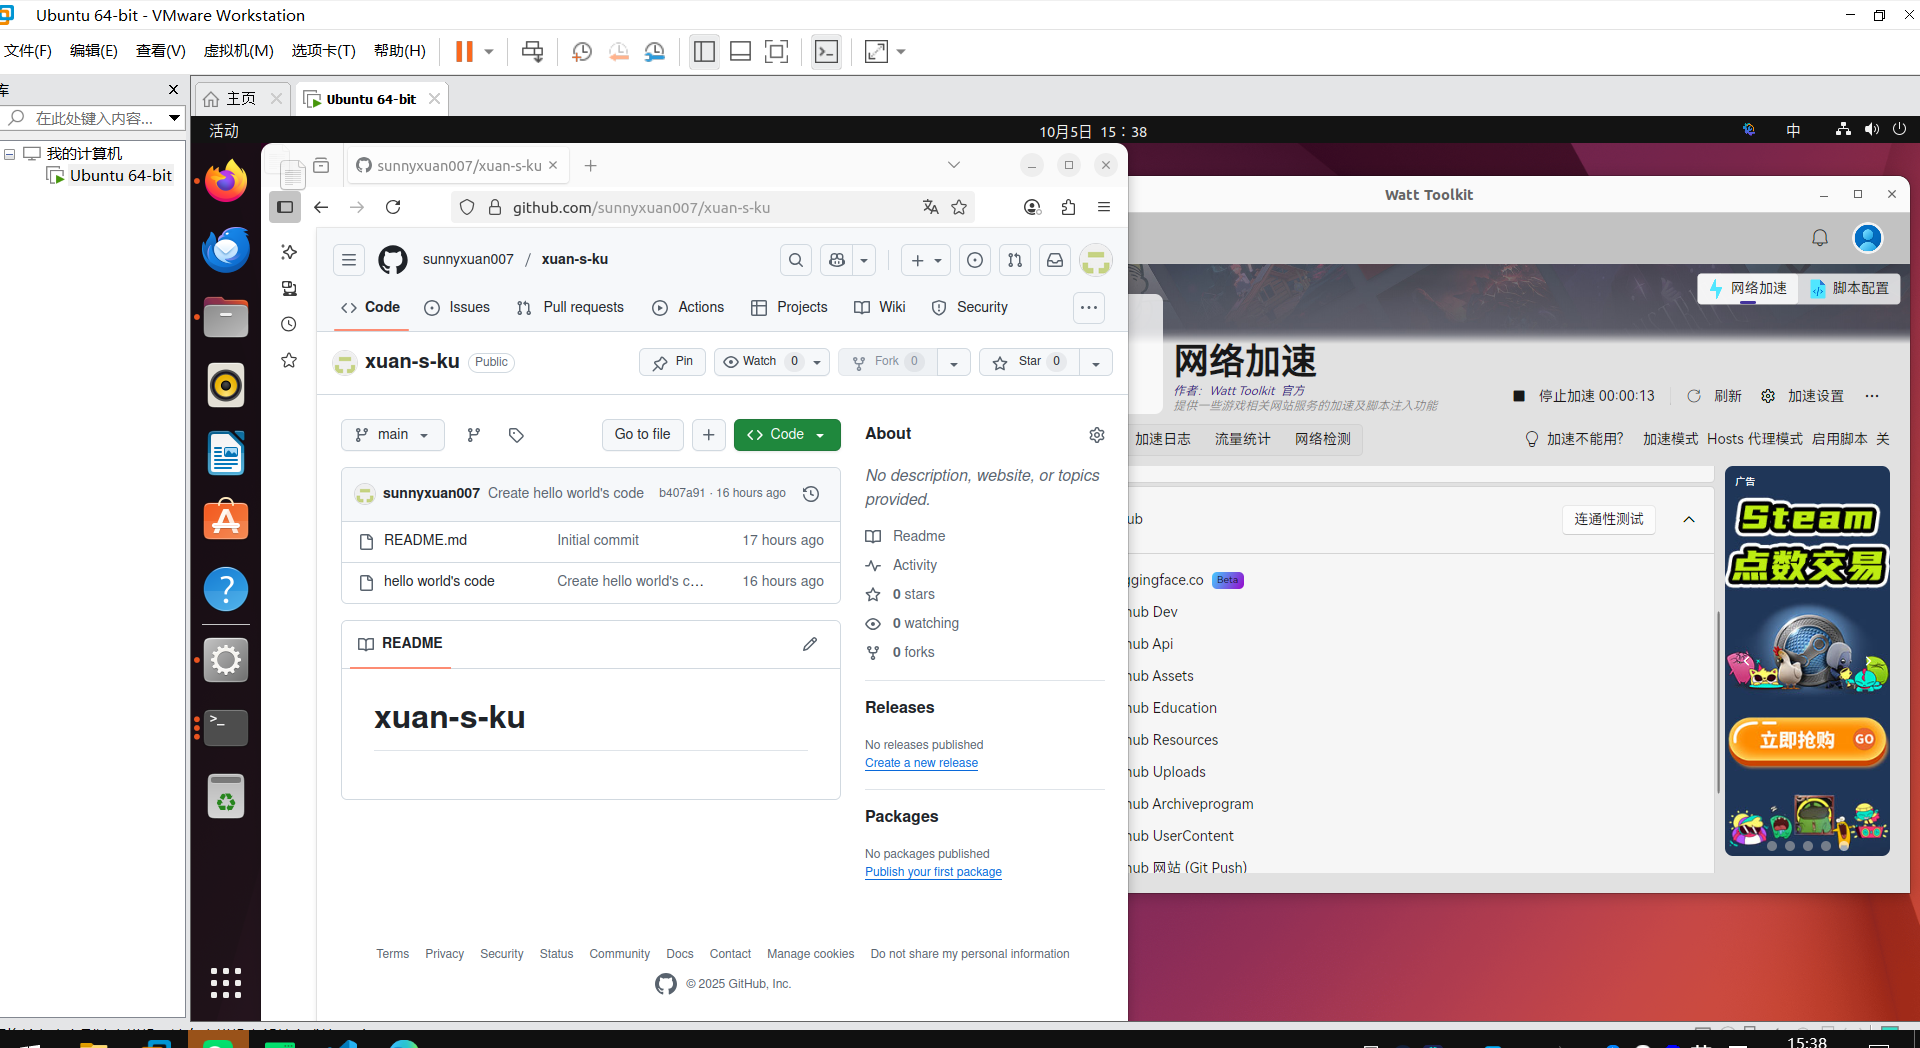 Ubuntu 64-bit - VMware Workstation
文件(F) 编辑(E) 查看(V) 虚拟机(M) 选项卡(T) 帮助(H)
库
主页
Ubuntu 64-bit
在此处键入内容...
活动
10月5日 15：38
中
我的计算机
Ubuntu 64-bit
sunnyxuan007/xuan-s-ku
github.com/sunnyxuan007/xuan-s-ku
sunnyxuan007 / xuan-s-ku
Code Issues Pull requests Actions Projects Wiki Security
xuan-s-ku Public
Pin Watch 0 Fork 0 Star 0
main Go to file Code
sunnyxuan007 Create hello world's code b407a91 · 16 hours ago
README.md Initial commit 17 hours ago
hello world's code Create hello world's c... 16 hours ago
README
xuan-s-ku
About
No description, website, or topics
provided.
Readme
Activity
0 stars
0 watching
0 forks
Releases
No releases published
Create a new release
Packages
No packages published
Publish your first package
Terms Privacy Security Status Community Docs Contact Manage cookies Do not share my personal information
© 2025 GitHub, Inc.
Watt Toolkit
网络加速 脚本配置
网络加速
作者：Watt Toolkit 官方
提供一些游戏相关网站服务的加速及脚本注入功能
停止加速 00:00:13 刷新 加速设置
加速日志 流量统计 网络检测
加速不能用? 加速模式 Hosts 代理模式 启用脚本 关
ub
连通性测试
ggingface.co Beta
hub Dev
hub Api
hub Assets
hub Education
hub Resources
hub Uploads
hub Archiveprogram
hub UserContent
hub 网站 (Git Push)
广告
Steam
点数交易
立即抢购 GO
15:38